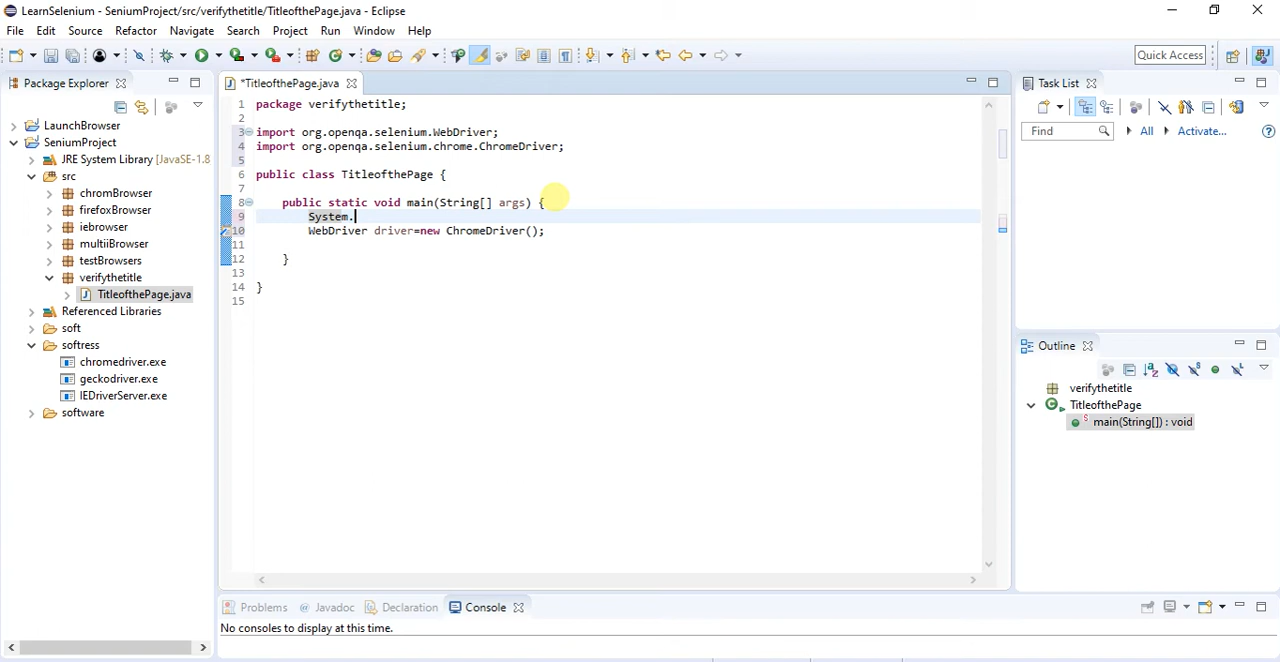 LearnSelenium - SeniumProject/src/verifythetitle/TitleofthePage.java - Eclipse
File Edit Source Refactor Navigate Search Project Run Window Help
Quick Access
Package Explorer
LaunchBrowser
SeniumProject
JRE System Library [JavaSE-1.8
src
chromBrowser
firefoxBrowser
iebrowser
multiiBrowser
testBrowsers
verifythetitle
TitleofthePage.java
Referenced Libraries
soft
softress
chromedriver.exe
geckodriver.exe
IEDriverServer.exe
software
*TitleofthePage.java
1 package verifythetitle;
2
3 import org.openqa.selenium.WebDriver;
4 import org.openqa.selenium.chrome.ChromeDriver;
5
6 public class TitleofthePage {
7
8 public static void main(String[] args) {
9 System.
10 WebDriver driver=new ChromeDriver();
11
12 }
13
14 }
15
Problems @ Javadoc Declaration Console
No consoles to display at this time.
Task List
Find All Activate...
Outline
verifythetitle
TitleofthePage
main(String[]) : void